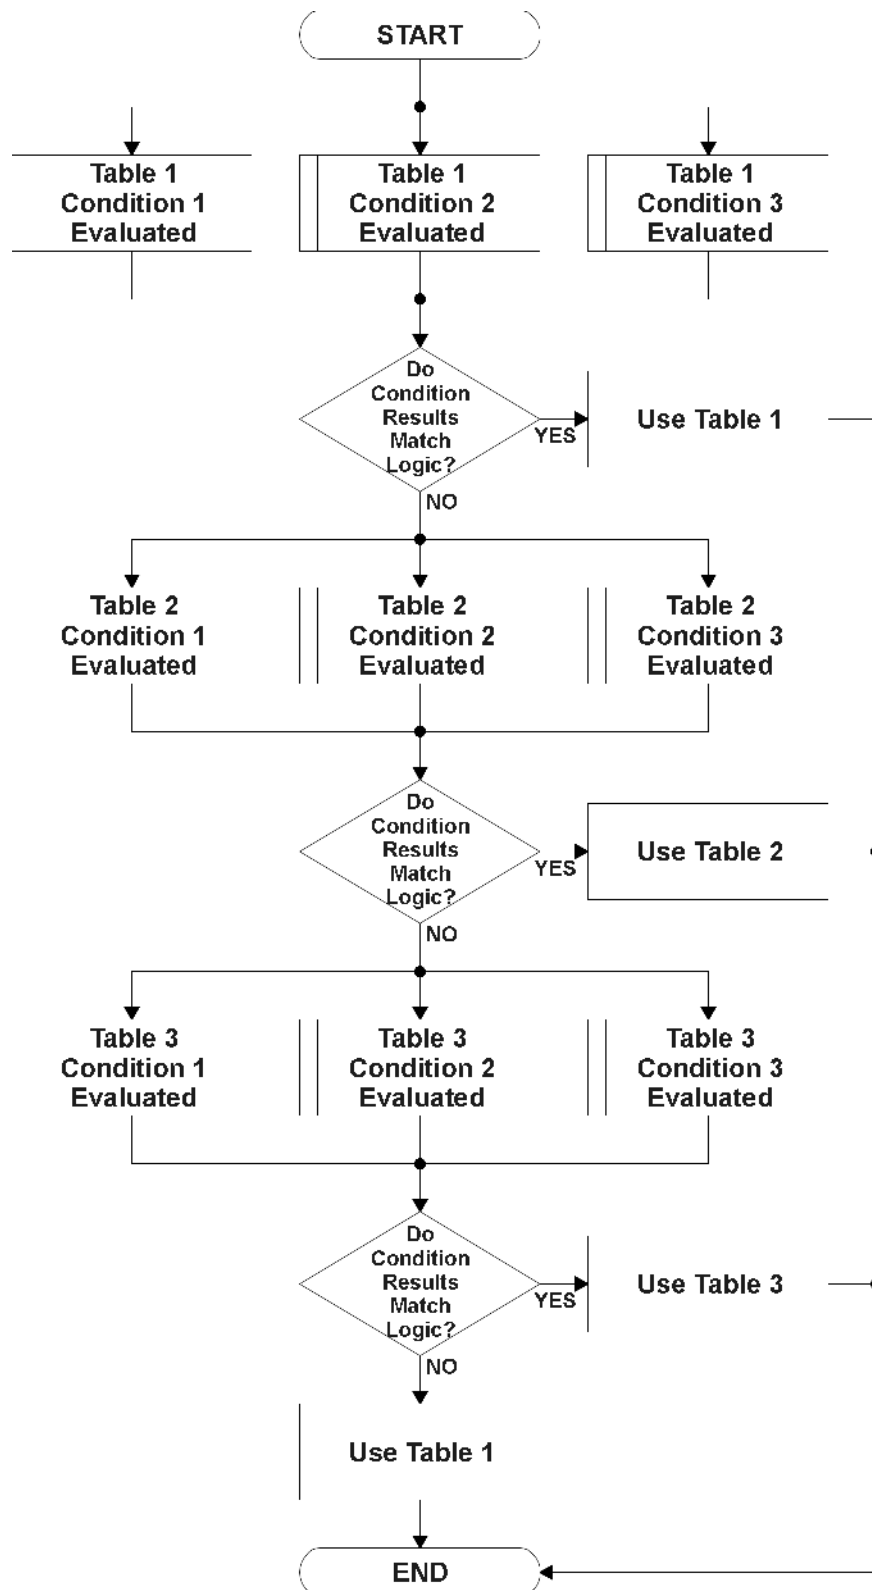 START
Table 1
Condition 1
Evaluated
Table 1
Condition 2
Evaluated
Table 1
Condition 3
Evaluated
Do
Condition
Results
Match
Logic?
YES
Use Table 1
NO
Table 2
Condition 1
Evaluated
Table 2
Condition 2
Evaluated
Table 2
Condition 3
Evaluated
Do
Condition
Results
Match
Logic?
YES
Use Table 2
NO
Table 3
Condition 1
Evaluated
Table 3
Condition 2
Evaluated
Table 3
Condition 3
Evaluated
Do
Condition
Results
Match
Logic?
YES
Use Table 3
NO
Use Table 1
END